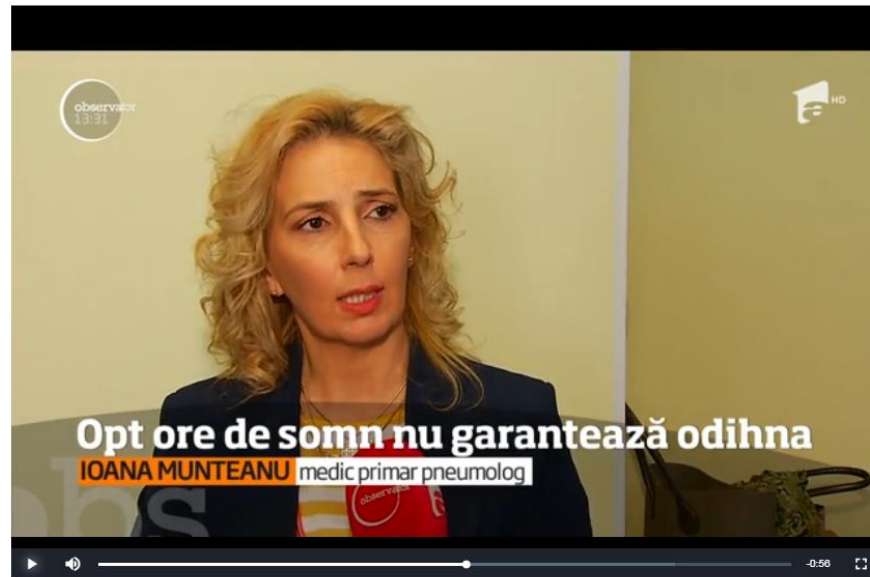 observator
13:31
HD
Opt ore de somn nu garantează odihna
IOANA MUNTEANU medic primar pneumolog
observator
obs
-0:56